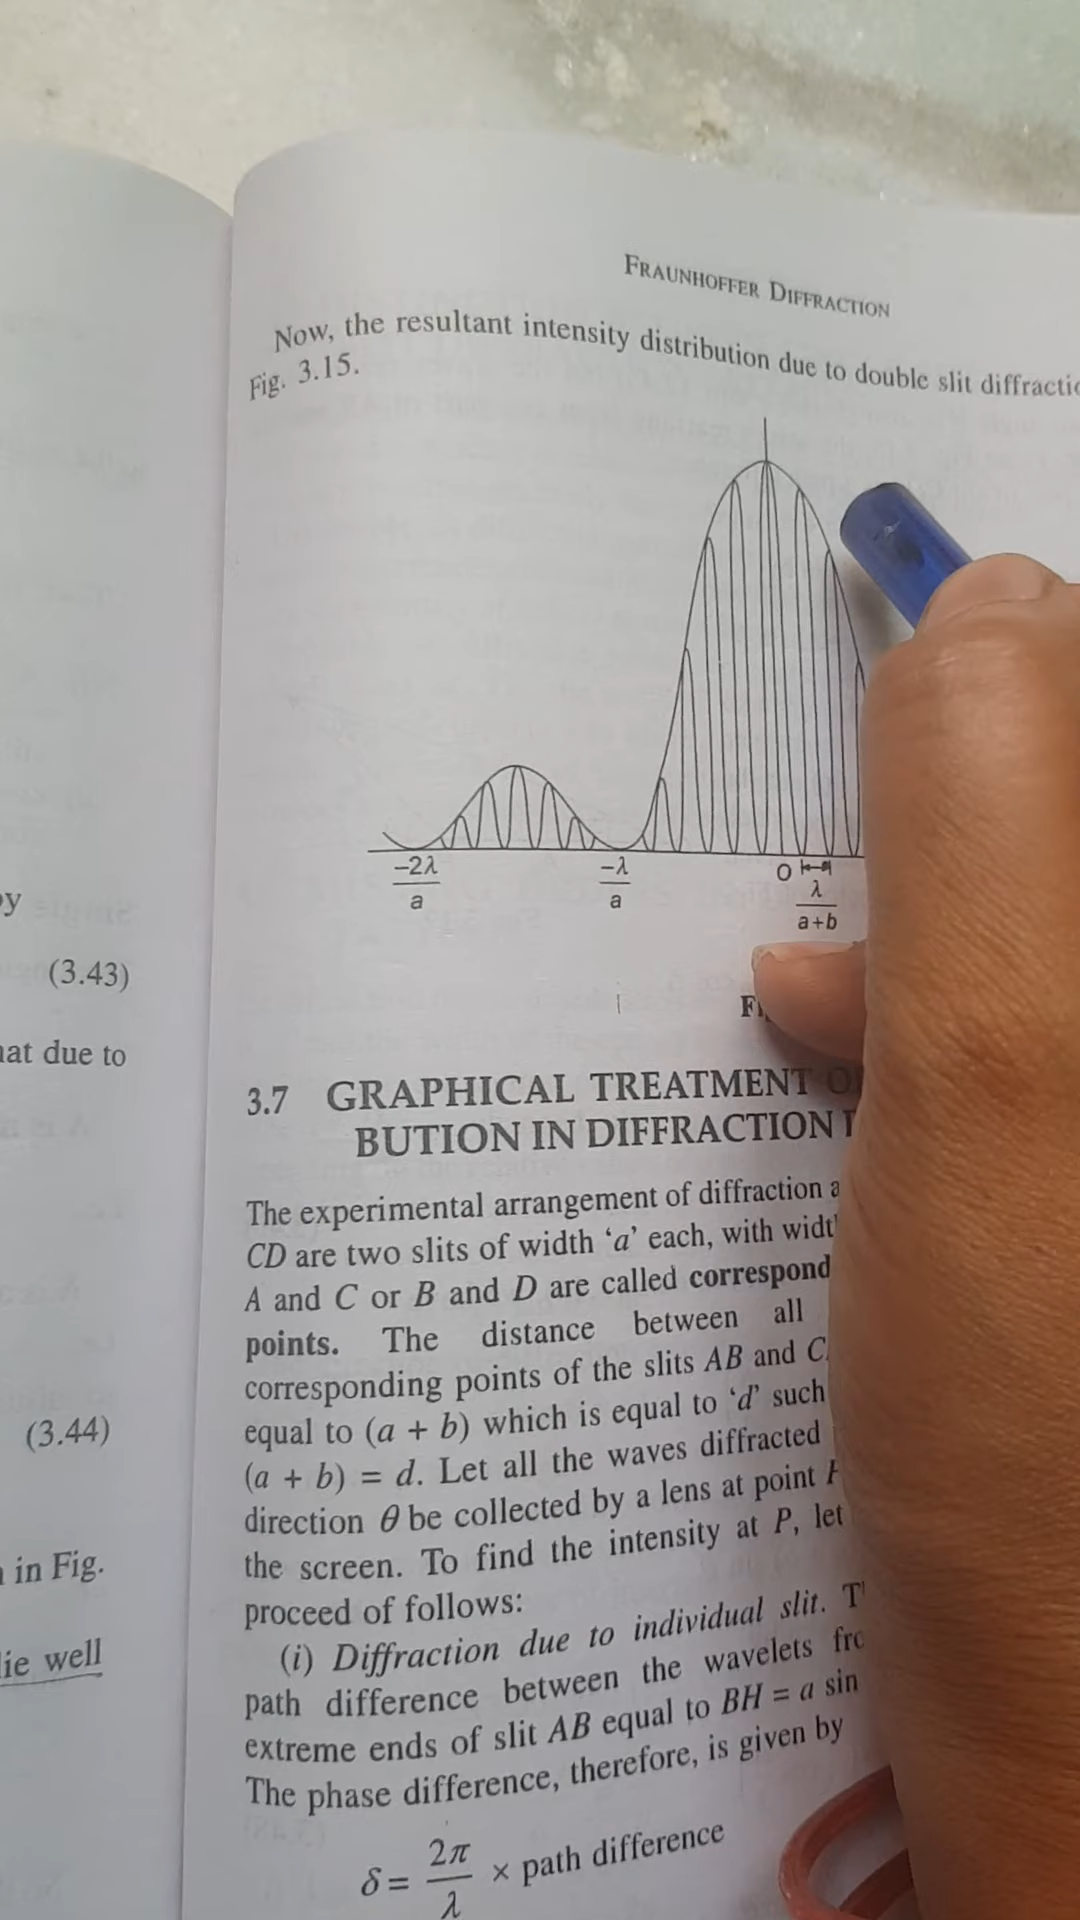 FRAUNHOFFER DIFFRACTION
Now, the resultant intensity distribution due to double slit
Fig. 3.15.
-2λ
a
-λ
a
O
λ
a+b
3.7 GRAPHICAL TREATMENT
BUTION IN DIFFRACTION
The experimental arrangement of diffraction
CD are two slits of width ‘a’ each, with
A and C or B and D are called
points. The distance between all
corresponding points of the slits AB and
equal to (a + b) which is equal to ‘d’ such
(a + b) = d. Let all the waves diffracted
direction θ be collected by a lens at point
the screen. To find the intensity at P, let
proceed of follows:
(i) Diffraction due to individual slit.
path difference between the wavelets
extreme ends of slit AB equal to BH = a sin
The phase difference, therefore, is given by
δ = 2π
λ
× path difference
(3.43)
due to
(3.44)
in Fig.
well